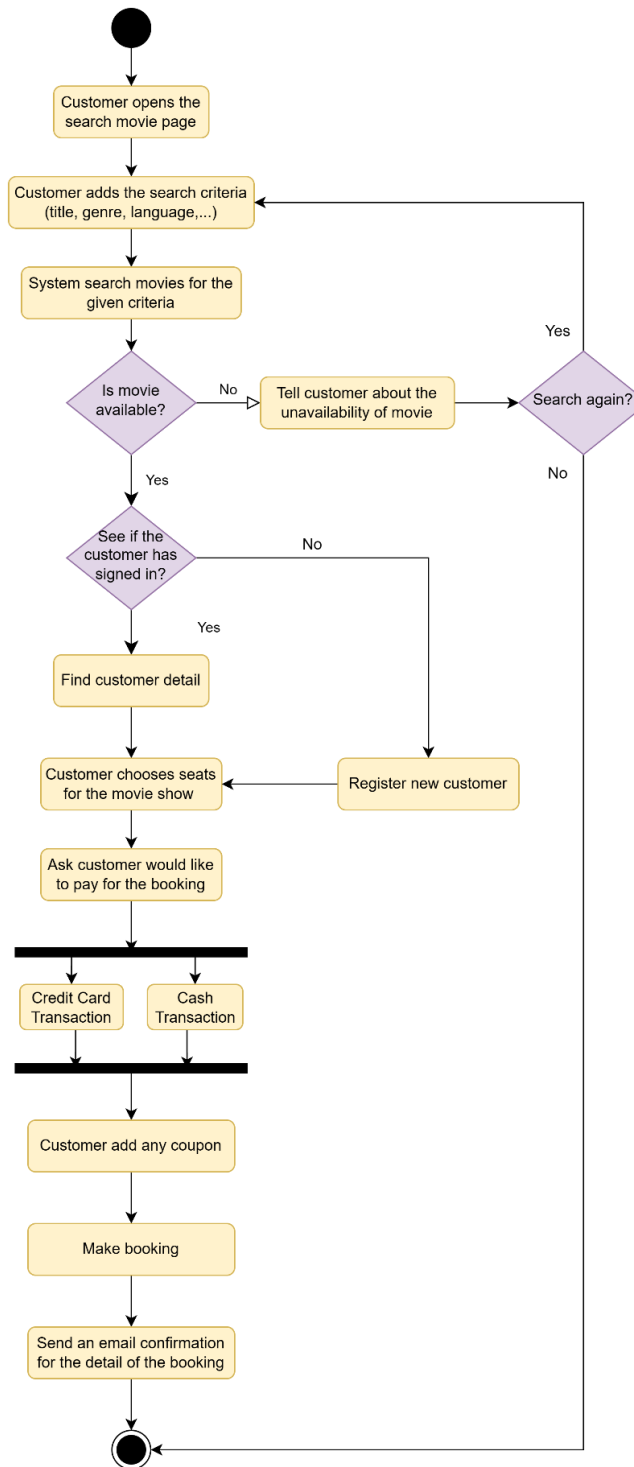 Customer opens the
search movie page
Customer adds the search criteria
(title, genre, language,...)
System search movies for the
given criteria
Yes
Is movie
available?
No
Tell customer about the
unavailability of movie
Search again?
Yes
No
See if the
customer has
signed in?
No
Yes
Find customer detail
Customer chooses seats
for the movie show
Register new customer
Ask customer would like
to pay for the booking
Credit Card
Transaction
Cash
Transaction
Customer add any coupon
Make booking
Send an email confirmation
for the detail of the booking